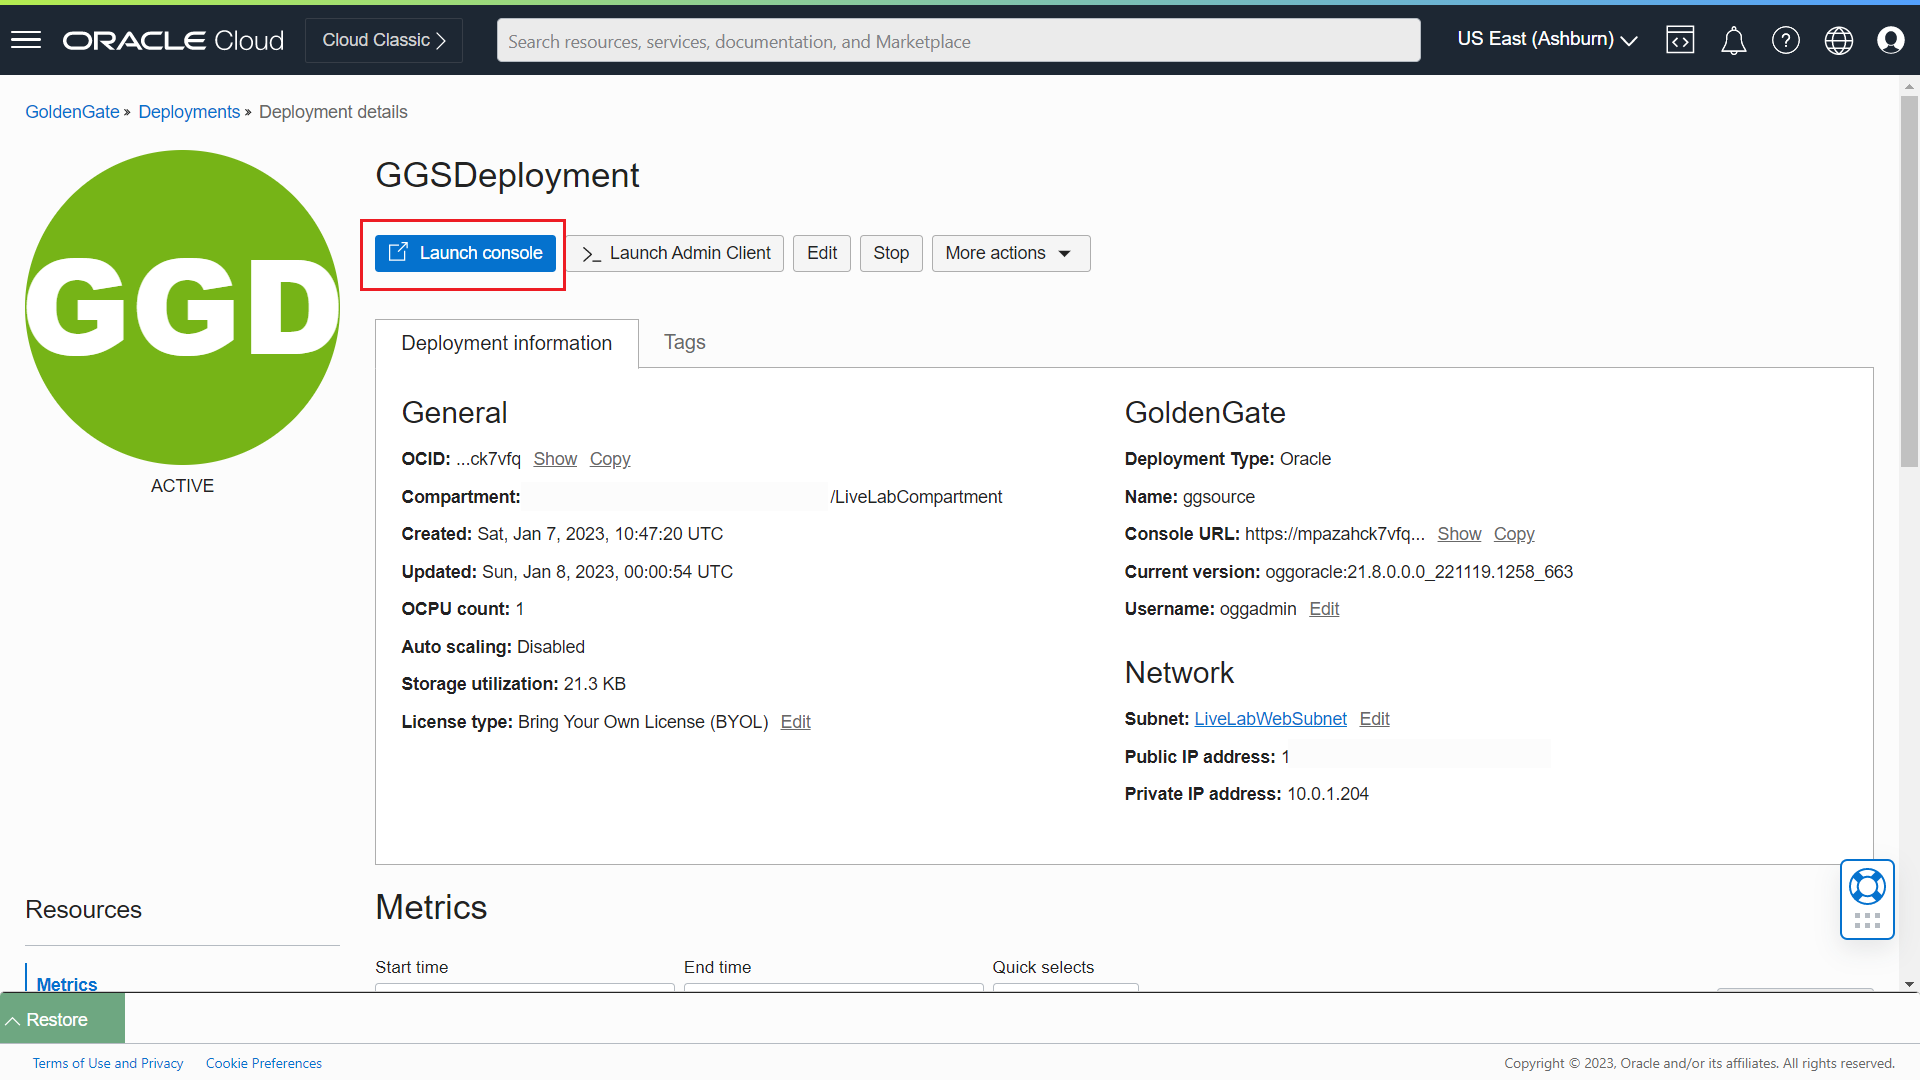 ORACLE Cloud
Cloud Classic
Search resources, services, documentation, and Marketplace
US East (Ashburn)
GoldenGate » Deployments » Deployment details
GGD
ACTIVE
GGSDeployment
Launch console
Launch Admin Client
Edit
Stop
More actions
Deployment information
Tags
General
OCID: ...ck7vfq Show Copy
Compartment: /LiveLabCompartment
Created: Sat, Jan 7, 2023, 10:47:20 UTC
Updated: Sun, Jan 8, 2023, 00:00:54 UTC
OCPU count: 1
Auto scaling: Disabled
Storage utilization: 21.3 KB
License type: Bring Your Own License (BYOL) Edit
GoldenGate
Deployment Type: Oracle
Name: ggsource
Console URL: https://mpazahck7vfq... Show Copy
Current version: oggoracle:21.8.0.0.0_221119.1258_663
Username: oggadmin Edit
Network
Subnet: LiveLabWebSubnet Edit
Public IP address: 1
Private IP address: 10.0.1.204
Resources
Metrics
Metrics
Start time
End time
Quick selects
Restore
Terms of Use and Privacy
Cookie Preferences
Copyright © 2023, Oracle and/or its affiliates. All rights reserved.